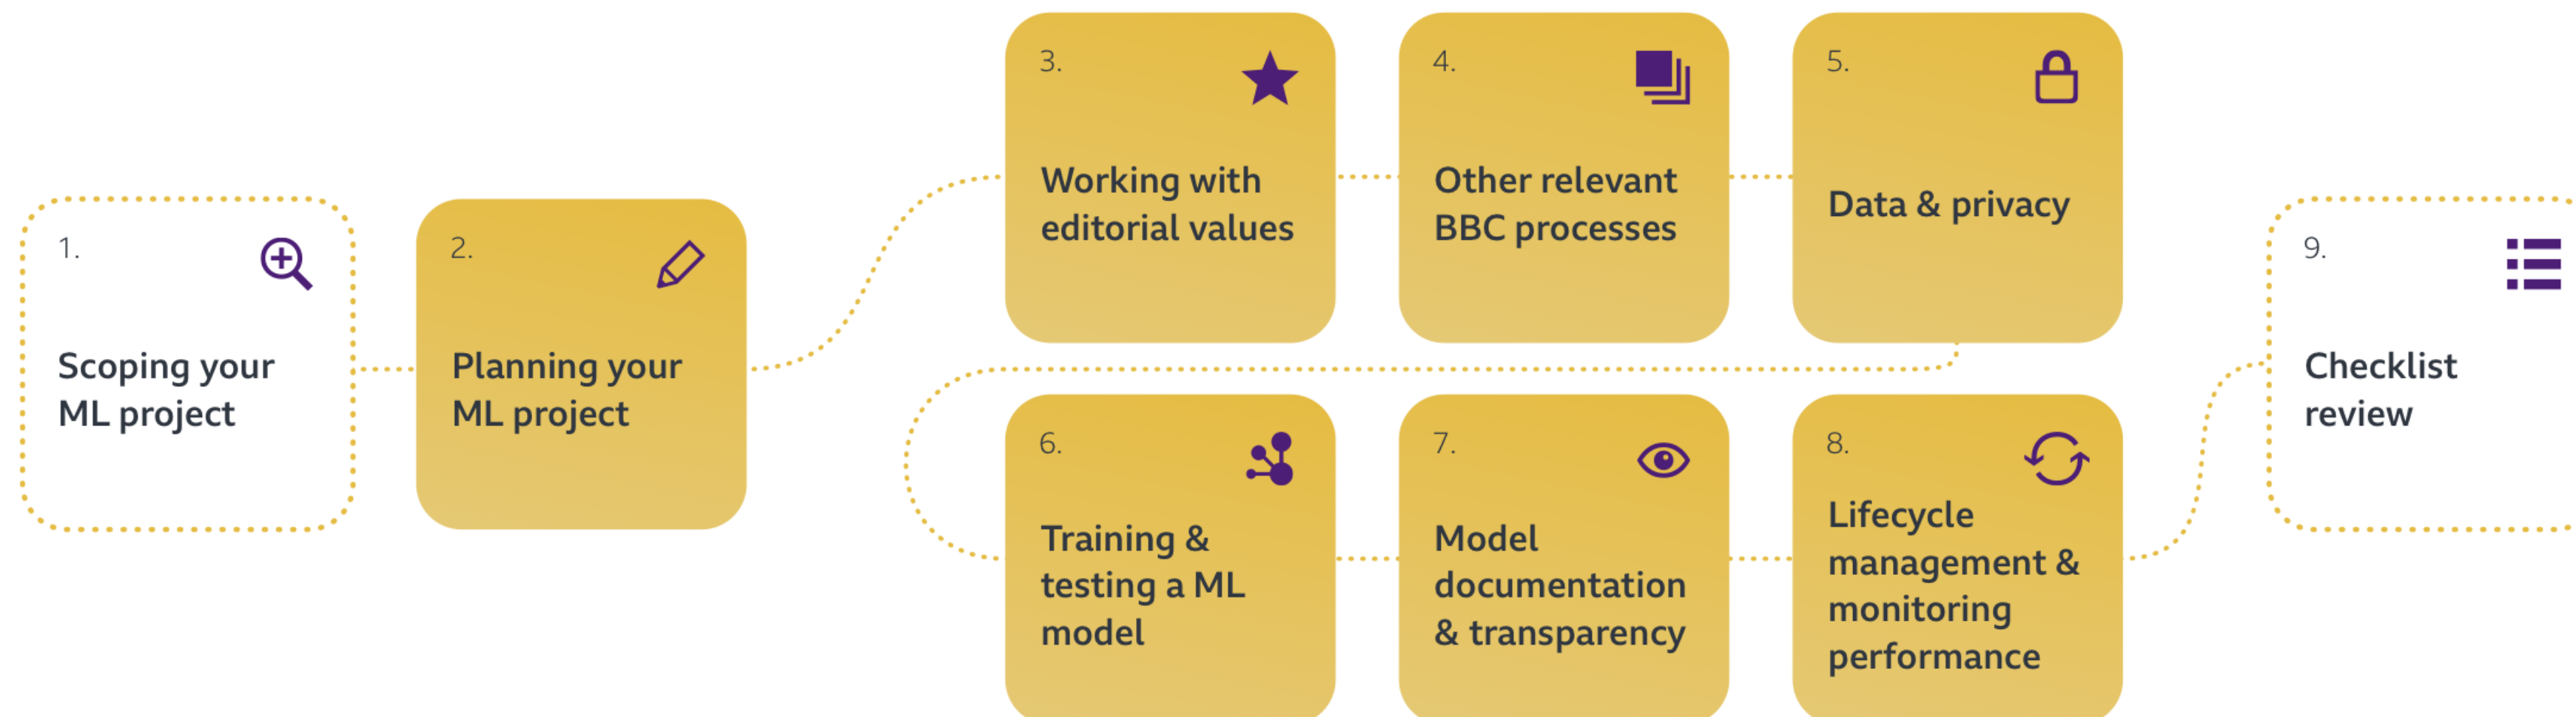 1.
Scoping your
ML project
2.
Planning your
ML project
3.
Working with
editorial values
4.
Other relevant
BBC processes
5.
Data & privacy
6.
Training &
testing a ML
model
7.
Model
documentation
& transparency
8.
Lifecycle
management &
monitoring
performance
9.
Checklist
review